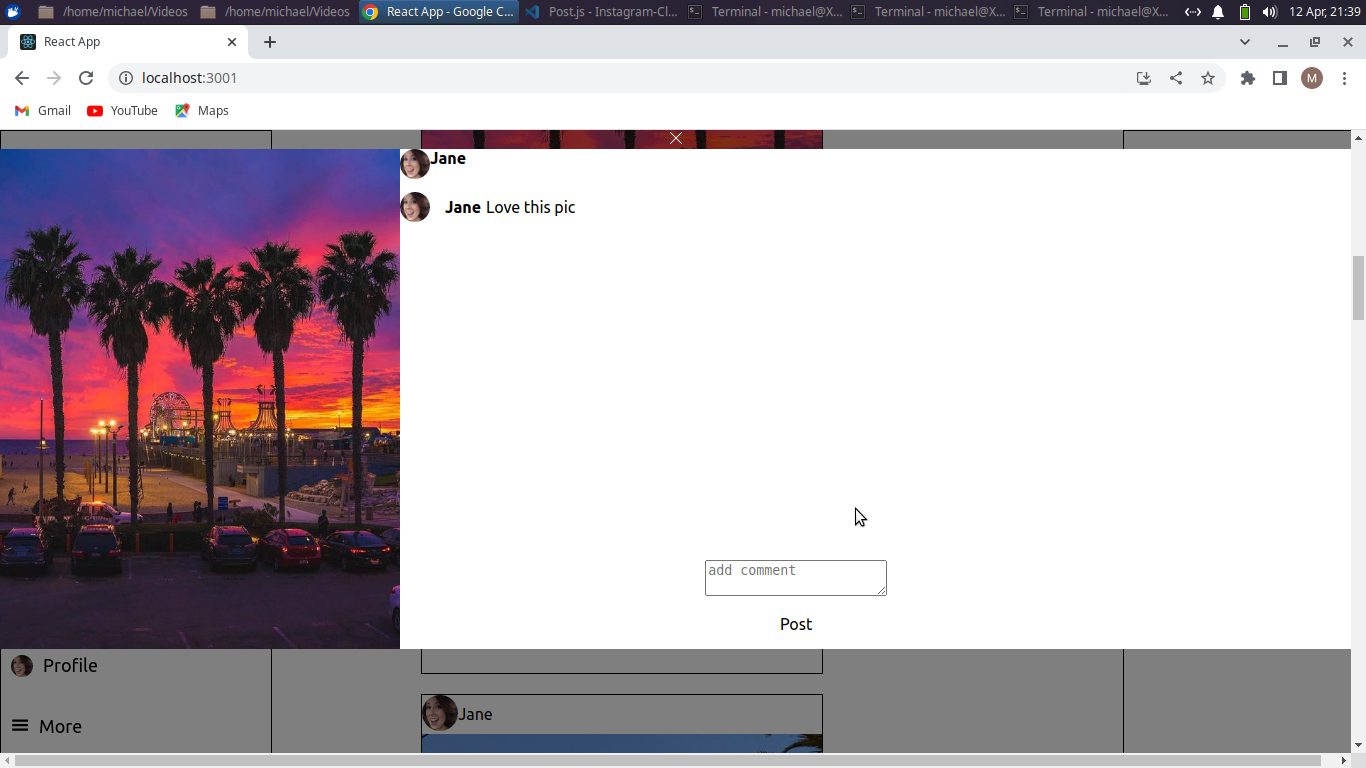 /home/michael/Videos
/home/michael/Videos
React App - Google C...
Post.js - Instagram-Cl...
Terminal - michael@X...
Terminal - michael@X...
Terminal - michael@X...
12 Apr, 21:39
React App
localhost:3001
M
Gmail
YouTube
Maps
Jane
Jane Love this pic
add comment
Post
Profile
More
Jane